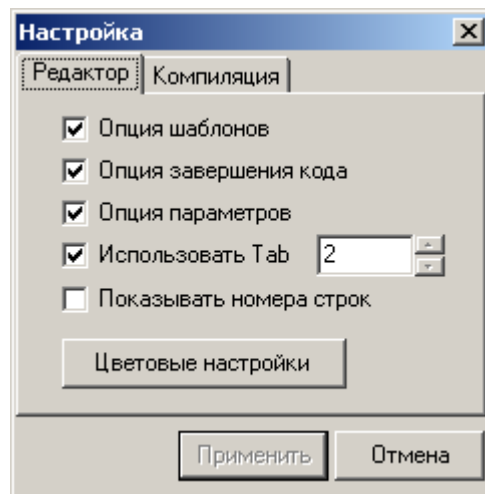 Настройка
Редактор Компиляция
Опция шаблонов
Опция завершения кода
Опция параметров
Использовать Tab 2
Показывать номера строк
Цветовые настройки
Применить Отмена